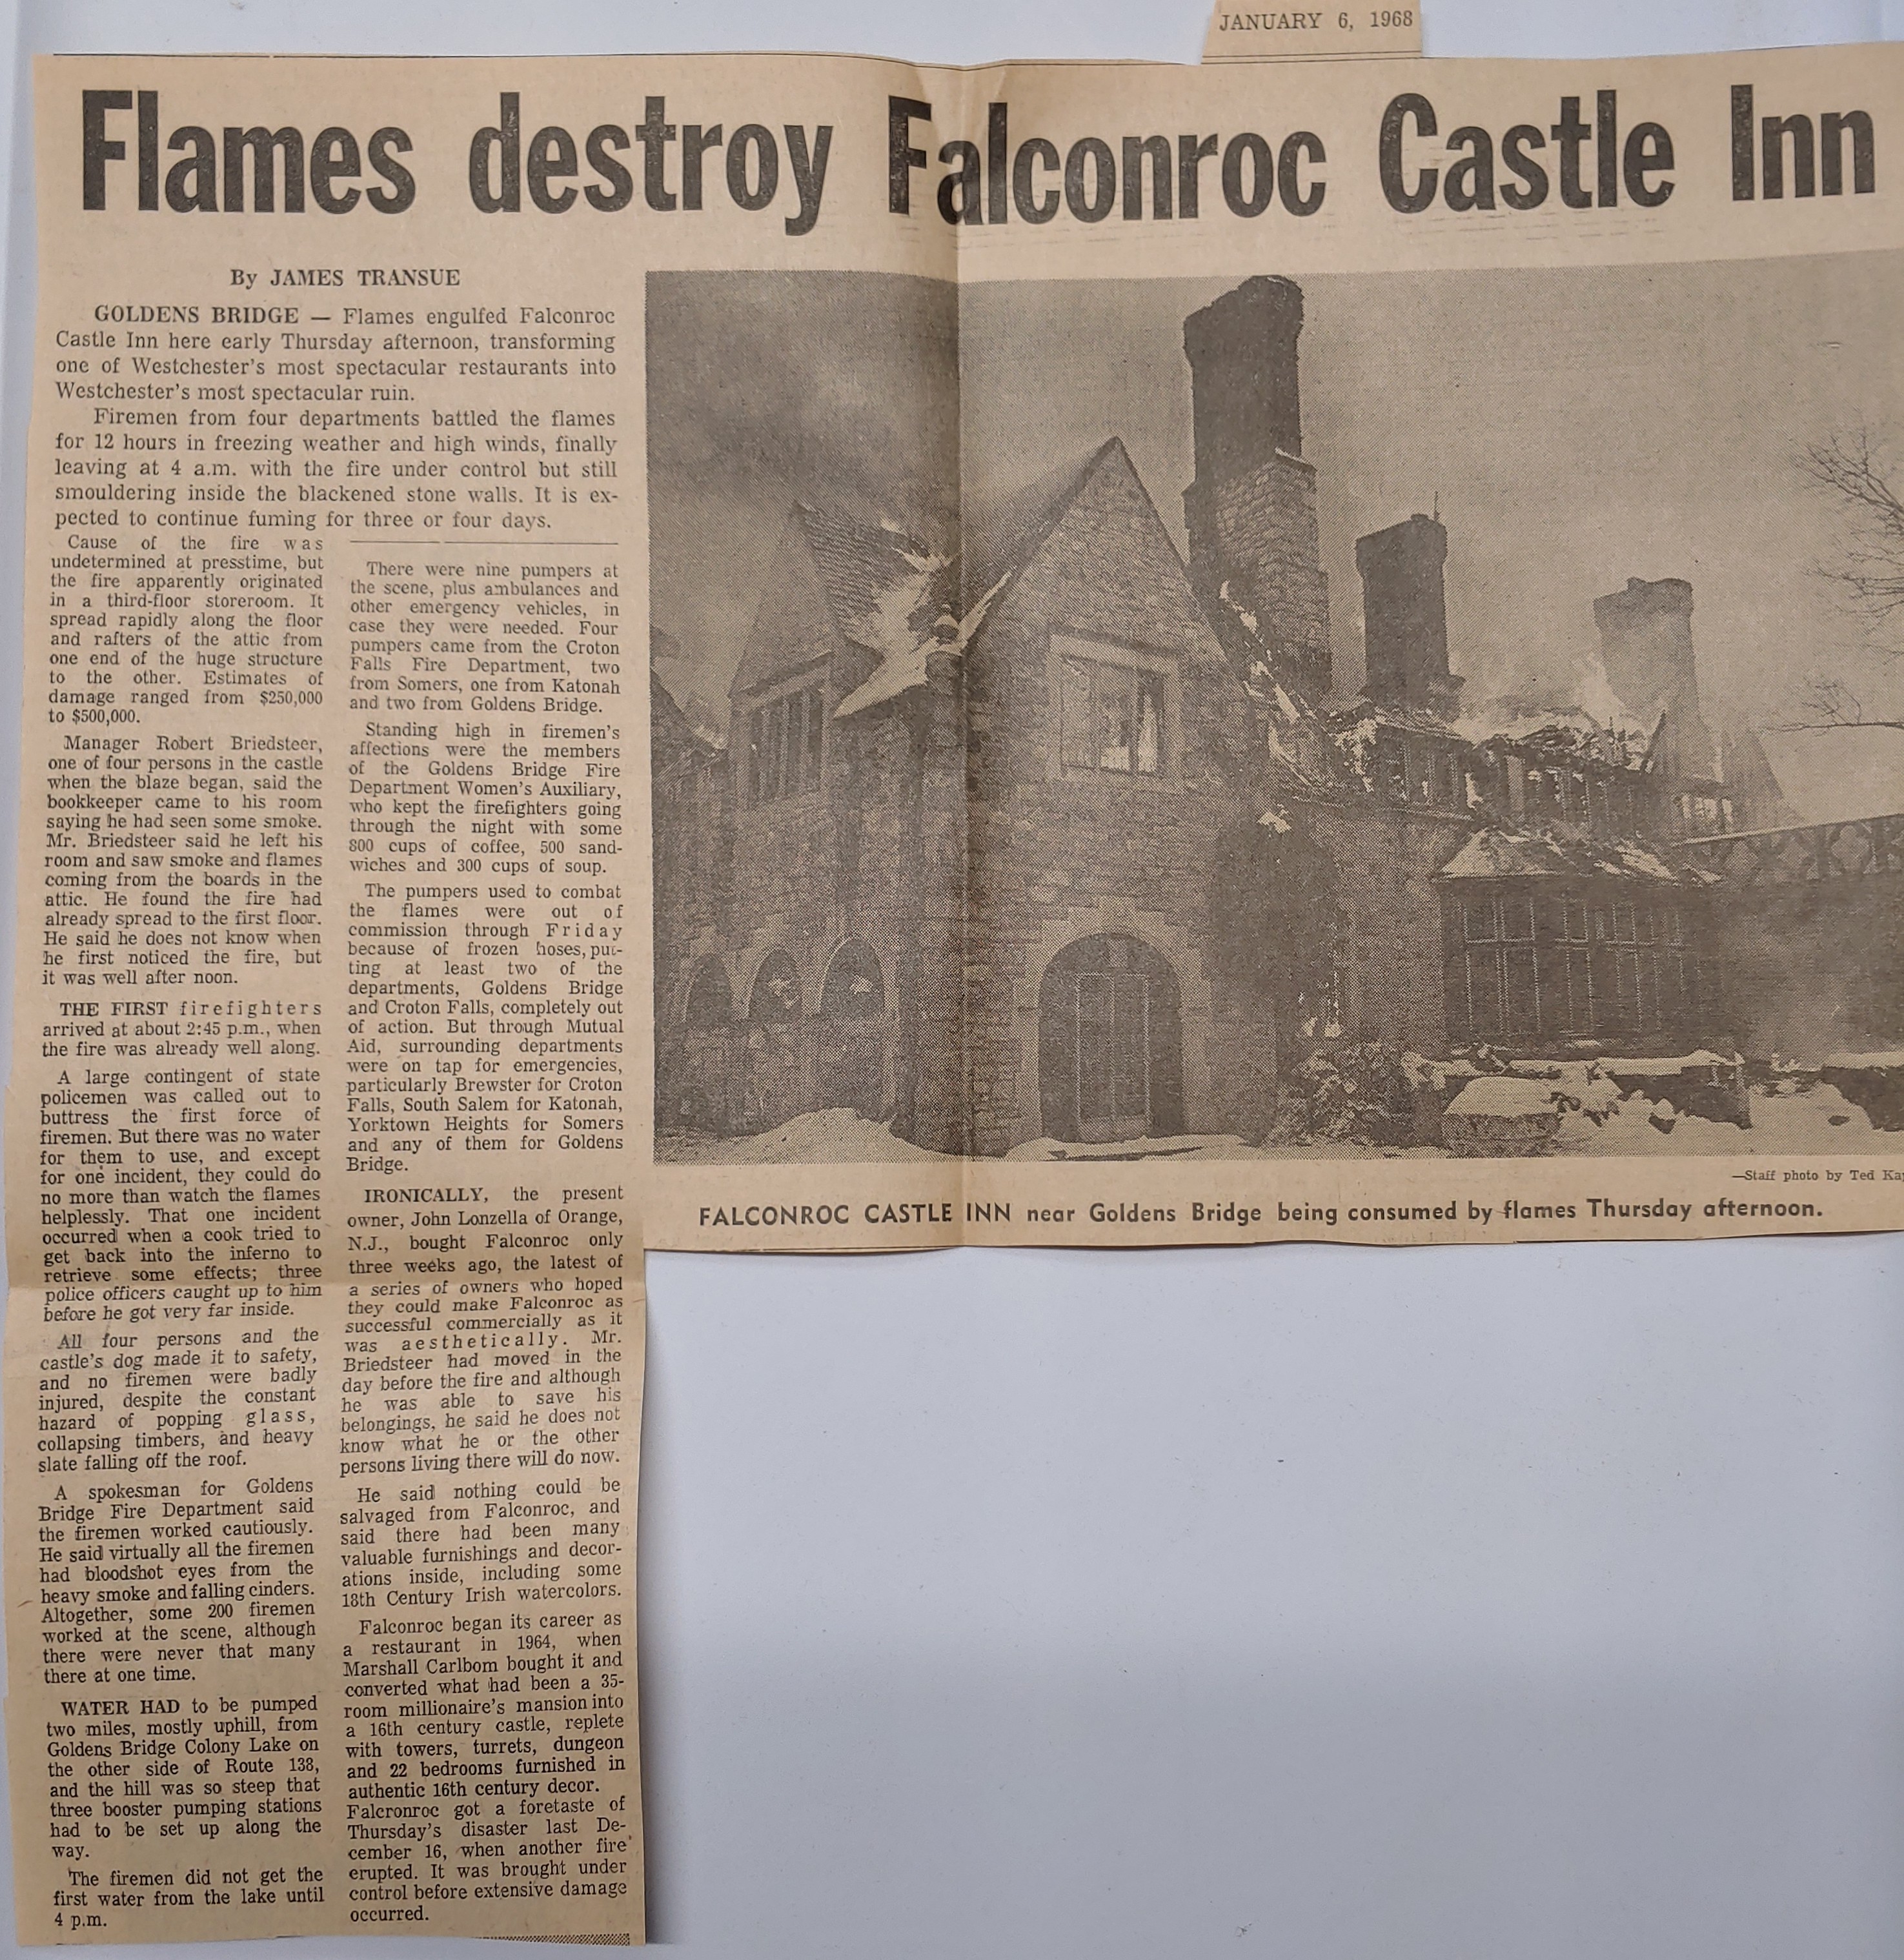 JANUARY 6, 1968
Flames destroy Falconroc Castle Inn
By JAMES TRANSUE
GOLDENS BRIDGE — Flames engulfed Falconroc
Castle Inn here early Thursday afternoon, transforming
one of Westchester's most spectacular restaurants into
Westchester's most spectacular ruin.
Firemen from four departments battled the flames
for 12 hours in freezing weather and high winds, finally
leaving at 4 a.m. with the fire under control but still
smouldering inside the blackened stone walls. It is ex-
pected to continue fuming for three or four days.
Cause of the fire was
undetermined at presstime, but
the fire apparently originated
in a third-floor storeroom. It
spread rapidly along the floor
and rafters of the attic from
one end of the huge structure
to the other. Estimates of
damage ranged from $250,000
to $500,000.
Manager Robert Briedsteer,
one of four persons in the castle
when the blaze began, said the
bookkeeper came to his room
saying he had seen some smoke.
Mr. Briedsteer said he left his
room and saw smoke and flames
coming from the boards in the
attic. He found the fire had
already spread to the first floor.
He said he does not know when
he first noticed the fire, but
it was well after noon.
THE FIRST firefighters
arrived at about 2:45 p.m., when
the fire was already well along.
A large contingent of state
policemen was called out to
buttress the first force of
firemen. But there was no water
for them to use, and except
for one incident, they could do
no more than watch the flames
helplessly. That one incident
occurred when a cook tried to
get back into the inferno to
retrieve some effects; three
police officers caught up to him
before he got very far inside.
All four persons and the
castle's dog made it to safety,
and no firemen were badly
injured, despite the constant
hazard of popping glass,
collapsing timbers, and heavy
slate falling off the roof.
A spokesman for Goldens
Bridge Fire Department said
the firemen worked cautiously.
He said virtually all the firemen
had bloodshot eyes from the
heavy smoke and falling cinders.
Altogether, some 200 firemen
worked at the scene, although
there were never that many
there at one time.
WATER HAD to be pumped
two miles, mostly uphill, from
Goldens Bridge Colony Lake on
the other side of Route 138,
and the hill was so steep that
three booster pumping stations
had to be set up along the
way.
The firemen did not get the
first water from the lake until
4 p.m.
There were nine pumpers at
the scene, plus ambulances and
other emergency vehicles, in
case they were needed. Four
pumpers came from the Croton
Falls Fire Department, two
from Somers, one from Katonah
and two from Goldens Bridge.
Standing high in firemen's
affections were the members
of the Goldens Bridge Fire
Department Women's Auxiliary,
who kept the firefighters going
through the night with some
800 cups of coffee, 500 sand-
wiches and 300 cups of soup.
The pumpers used to combat
the flames were out of
commission through Friday
because of frozen hoses, put-
ting at least two of the
departments, Goldens Bridge
and Croton Falls, completely out
of action. But through Mutual
Aid, surrounding departments
were on tap for emergencies,
particularly Brewster for Croton
Falls, South Salem for Katonah,
Yorktown Heights for Somers
and any of them for Goldens
Bridge.
IRONICALLY, the present
owner, John Lonzella of Orange,
N.J., bought Falconroc only
three weeks ago, the latest of
a series of owners who hoped
they could make Falconroc as
successful commercially as it
was aesthetically. Mr.
Briedsteer had moved in the
day before the fire and although
he was able to save his
belongings, he said he does not
know what he or the other
persons living there will do now.
He said nothing could be
salvaged from Falconroc, and
said there had been many
valuable furnishings and decor-
ations inside, including some
18th Century Irish watercolors.
Falconroc began its career as
a restaurant in 1964, when
Marshall Carlbom bought it and
converted what had been a 35-
room millionaire's mansion into
a 16th century castle, replete
with towers, turrets, dungeon
and 22 bedrooms furnished in
authentic 16th century decor.
Falcronroc got a foretaste of
Thursday's disaster last De-
cember 16, when another fire
erupted. It was brought under
control before extensive damage
occurred.
—Staff photo by Ted
FALCONROC CASTLE INN near Goldens Bridge being consumed by flames Thursday afternoon.